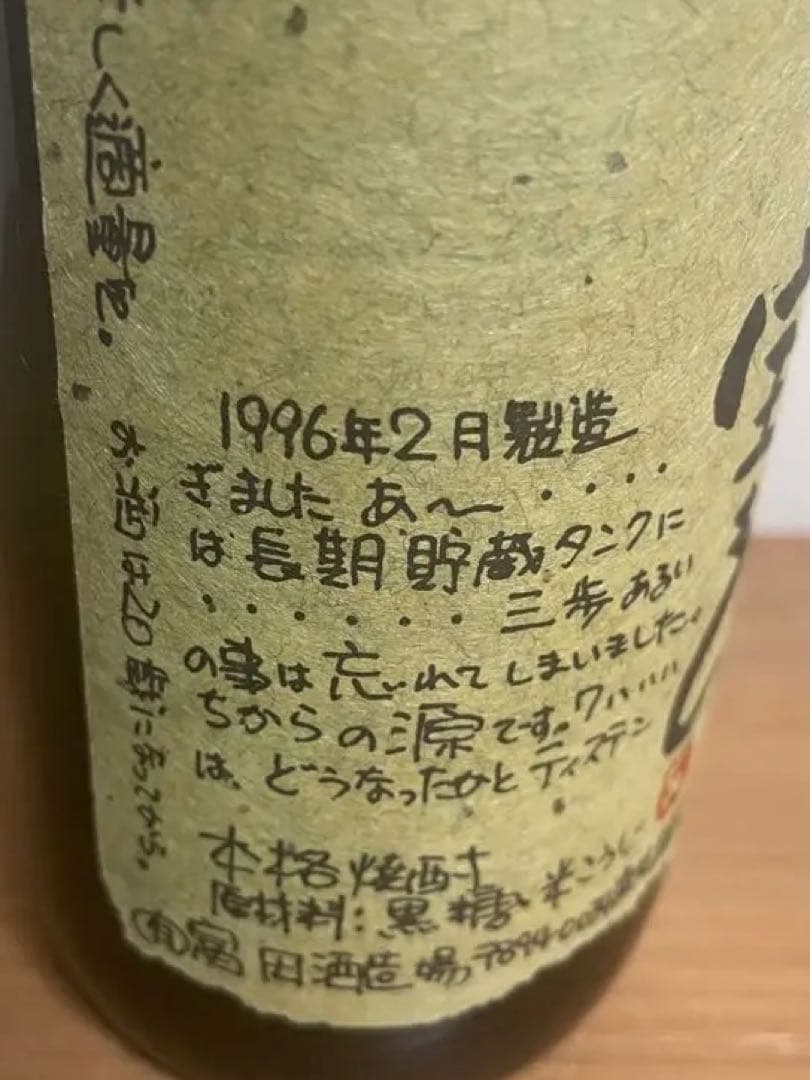 しく適量を。
お酒は20歳になってから。
1996年2月製造
ざました あ〜・・・・
は長期貯蔵タンクに
・・・・・・三歩あるい
の事は忘れてしまいました。
ちからの源です。ワハハハハ
は、どうなったかとティステン
本格焼酎
原材料：黒糖、米こうじ
㈲富田酒造場 〒894-00